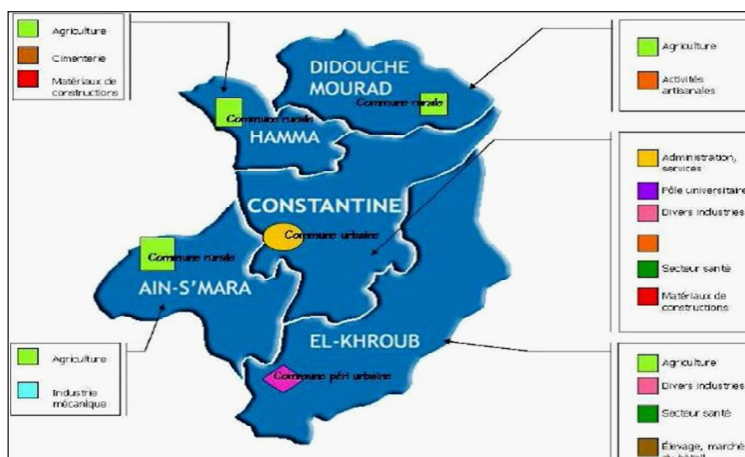 Agriculture
Cimenterie
Matériaux de
constructions
DIDOUCHE
MOURAD
Commune rurale
Commune rurale
HAMMA
CONSTANTINE
Commune urbaine
Commune rurale
AIN-S'MARA
EL-KHROUB
Commune péri urbaine
Agriculture
Activités
artisanales
Administration,
services
Pôle universitaire
Divers industries
Secteur santé
Matériaux de
constructions
Agriculture
Industrie
mécanique
Agriculture
Divers industries
Secteur santé
Élevage, marché